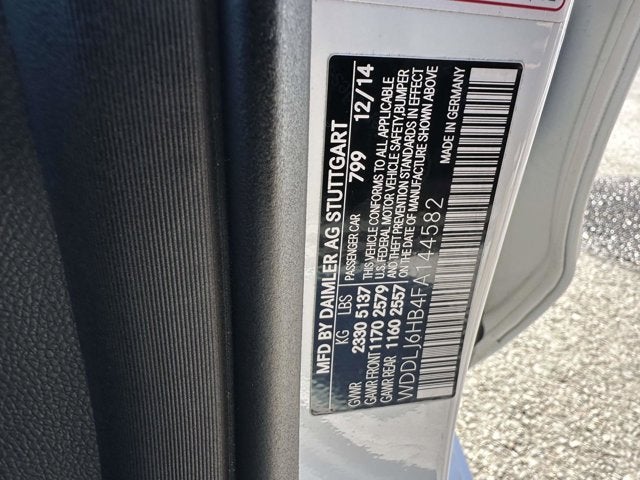 MFD BY DAIMLER AG STUTTGART
KG LBS PASSENGER CAR 799 12/14
GVWR 2330 5137 THIS VEHICLE CONFORMS TO ALL APPLICABLE
GAWR FRONT 1170 2579 U.S. FEDERAL MOTOR VEHICLE SAFETY, BUMPER
GAWR REAR 1160 2557 AND THEFT PREVENTION STANDARDS IN EFFECT
ON THE DATE OF MANUFACTURE SHOWN ABOVE
WDDLJ6HB4FA144582 MADE IN GERMANY